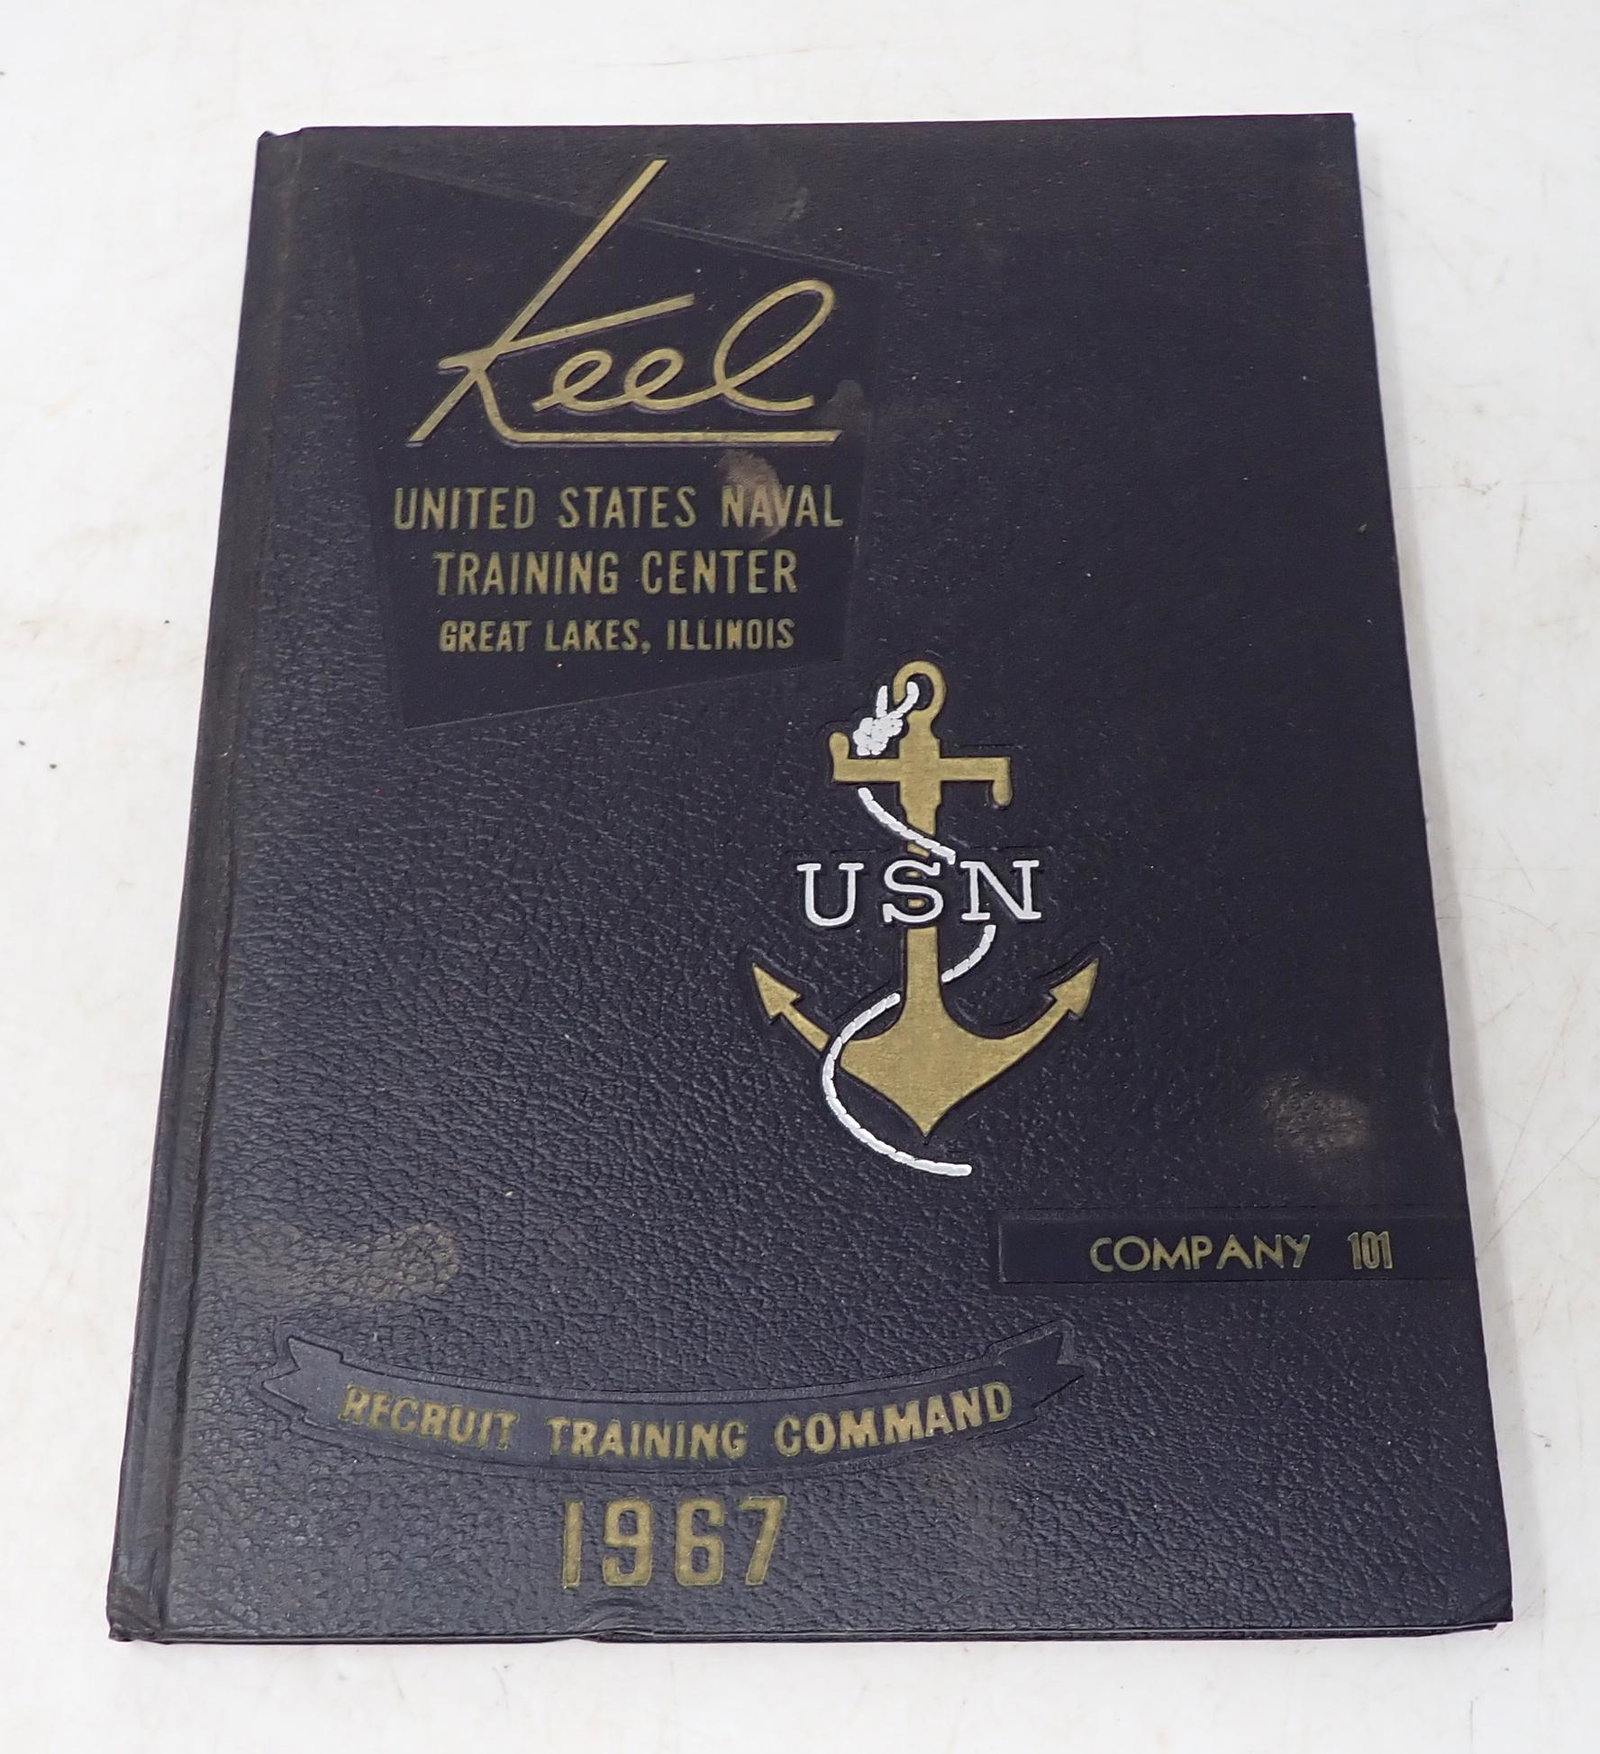 Keel
UNITED STATES NAVAL
TRAINING CENTER
GREAT LAKES, ILLINOIS
USN
COMPANY 101
RECRUIT TRAINING COMMAND
1967